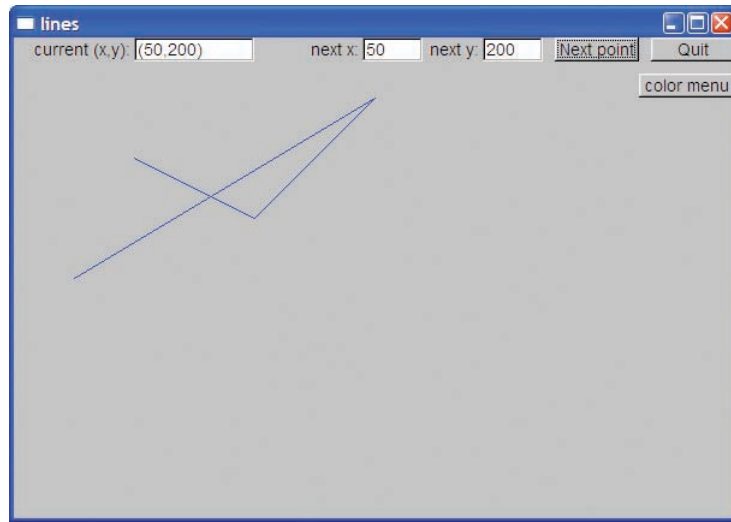 lines
current (x,y): (50,200) next x: 50 next y: 200 Next point Quit
color menu